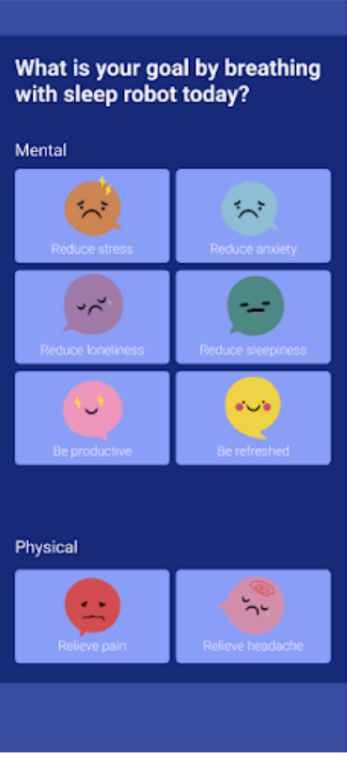 What is your goal by breathing
with sleep robot today?
Mental
Reduce stress
Reduce anxiety
Reduce loneliness
Reduce sleepiness
Be productive
Be refreshed
Physical
Relieve pain
Relieve headache